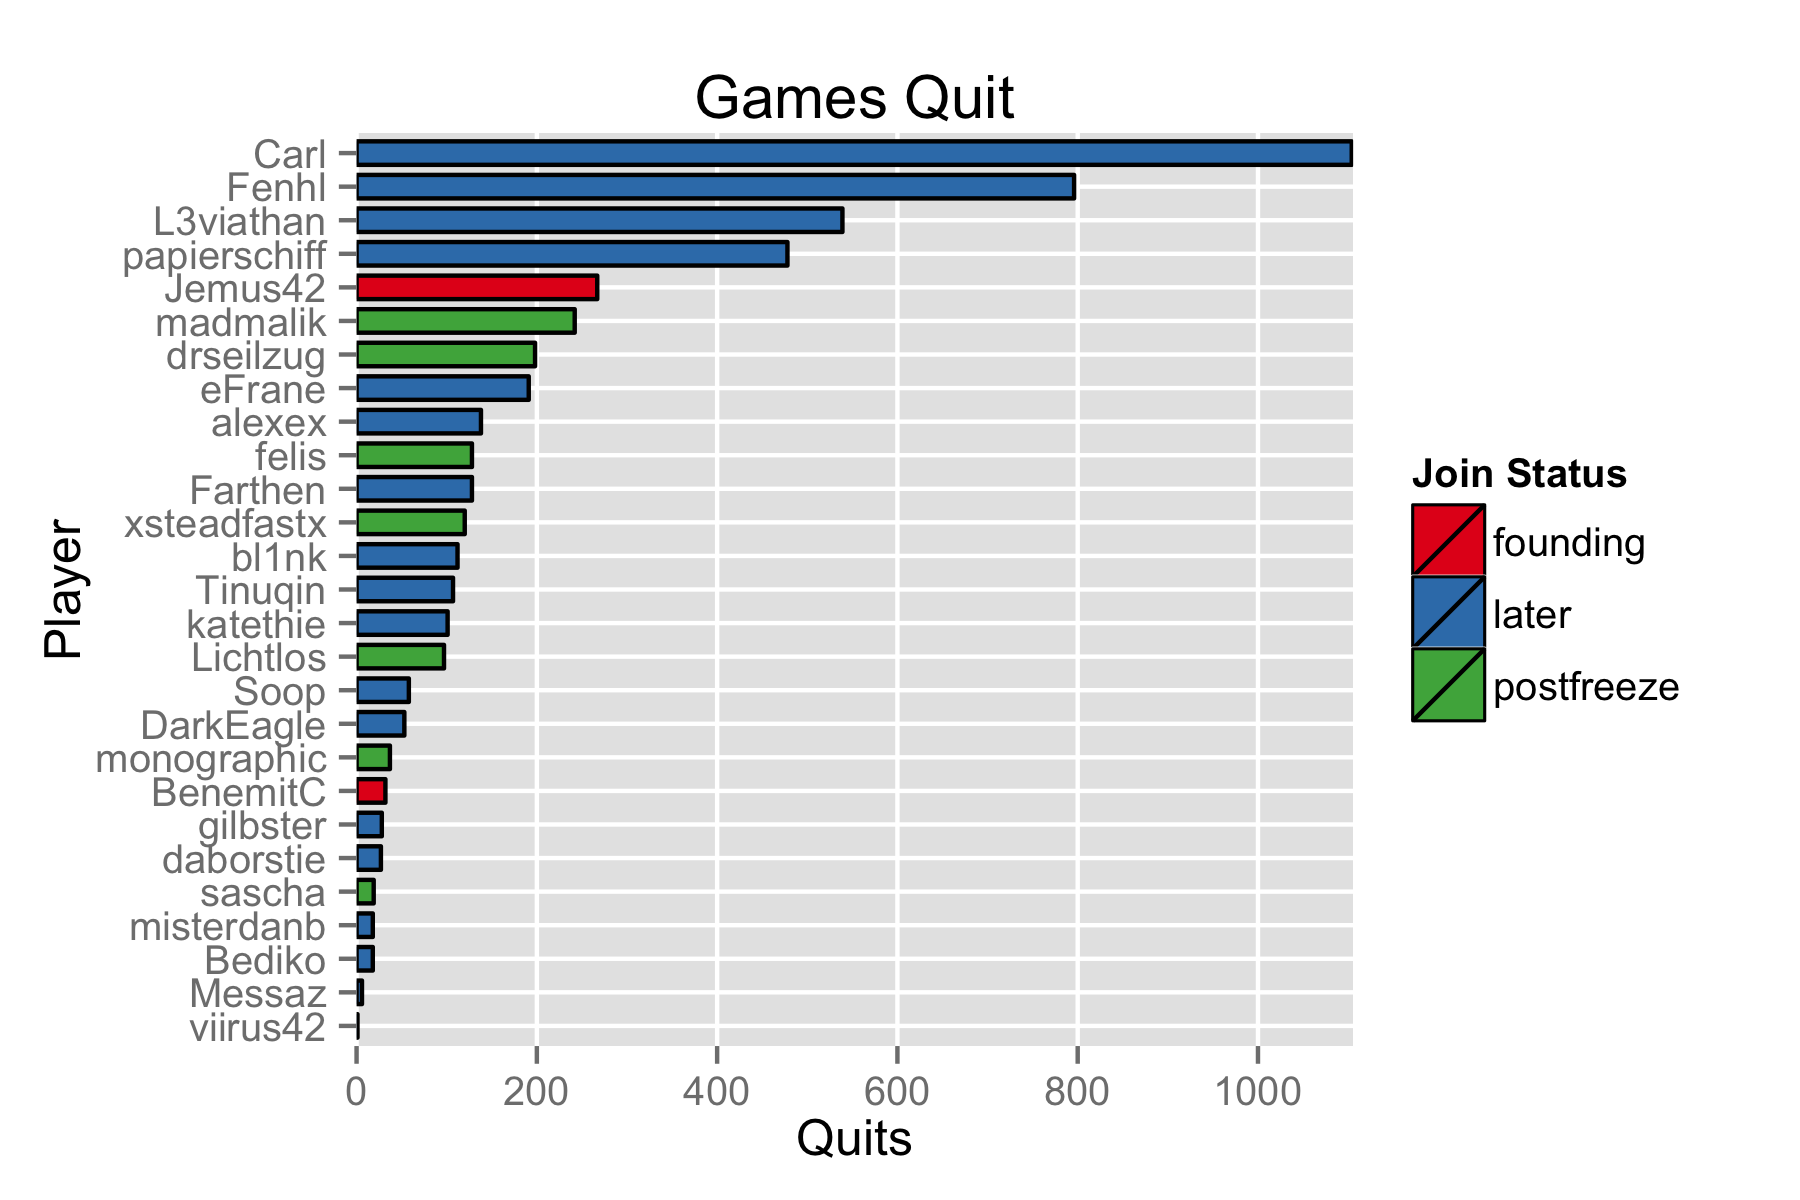 Games Quit
Player
Carl
Fenhl
L3viathan
papierschiff
Jemus42
madmalik
drseilzug
eFrane
alexex
felis
Farthen
xsteadfastx
bl1nk
Tinuqin
katethie
Lichtlos
Soop
DarkEagle
monographic
BenemitC
gilbster
daborstie
sascha
misterdanb
Bediko
Messaz
viirus42
0 200 400 600 800 1000
Quits
Join Status
founding
later
postfreeze